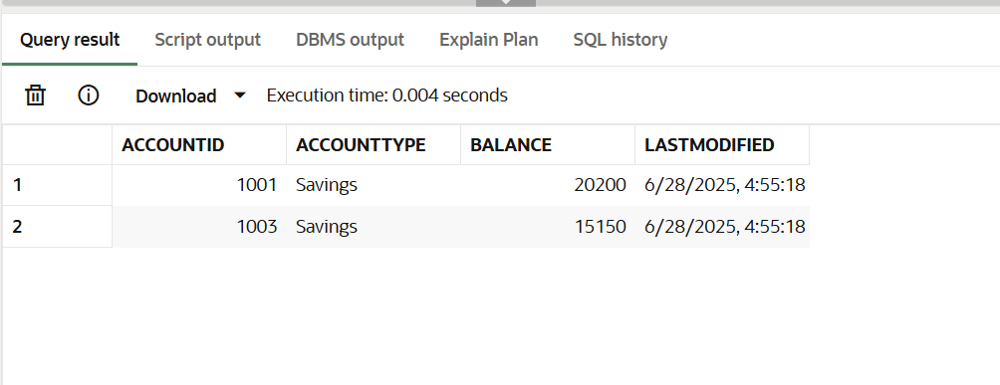 Query result Script output DBMS output Explain Plan SQL history
Download Execution time: 0.004 seconds
ACCOUNTID ACCOUNTTYPE BALANCE LASTMODIFIED
1 1001 Savings 20200 6/28/2025, 4:55:18
2 1003 Savings 15150 6/28/2025, 4:55:18